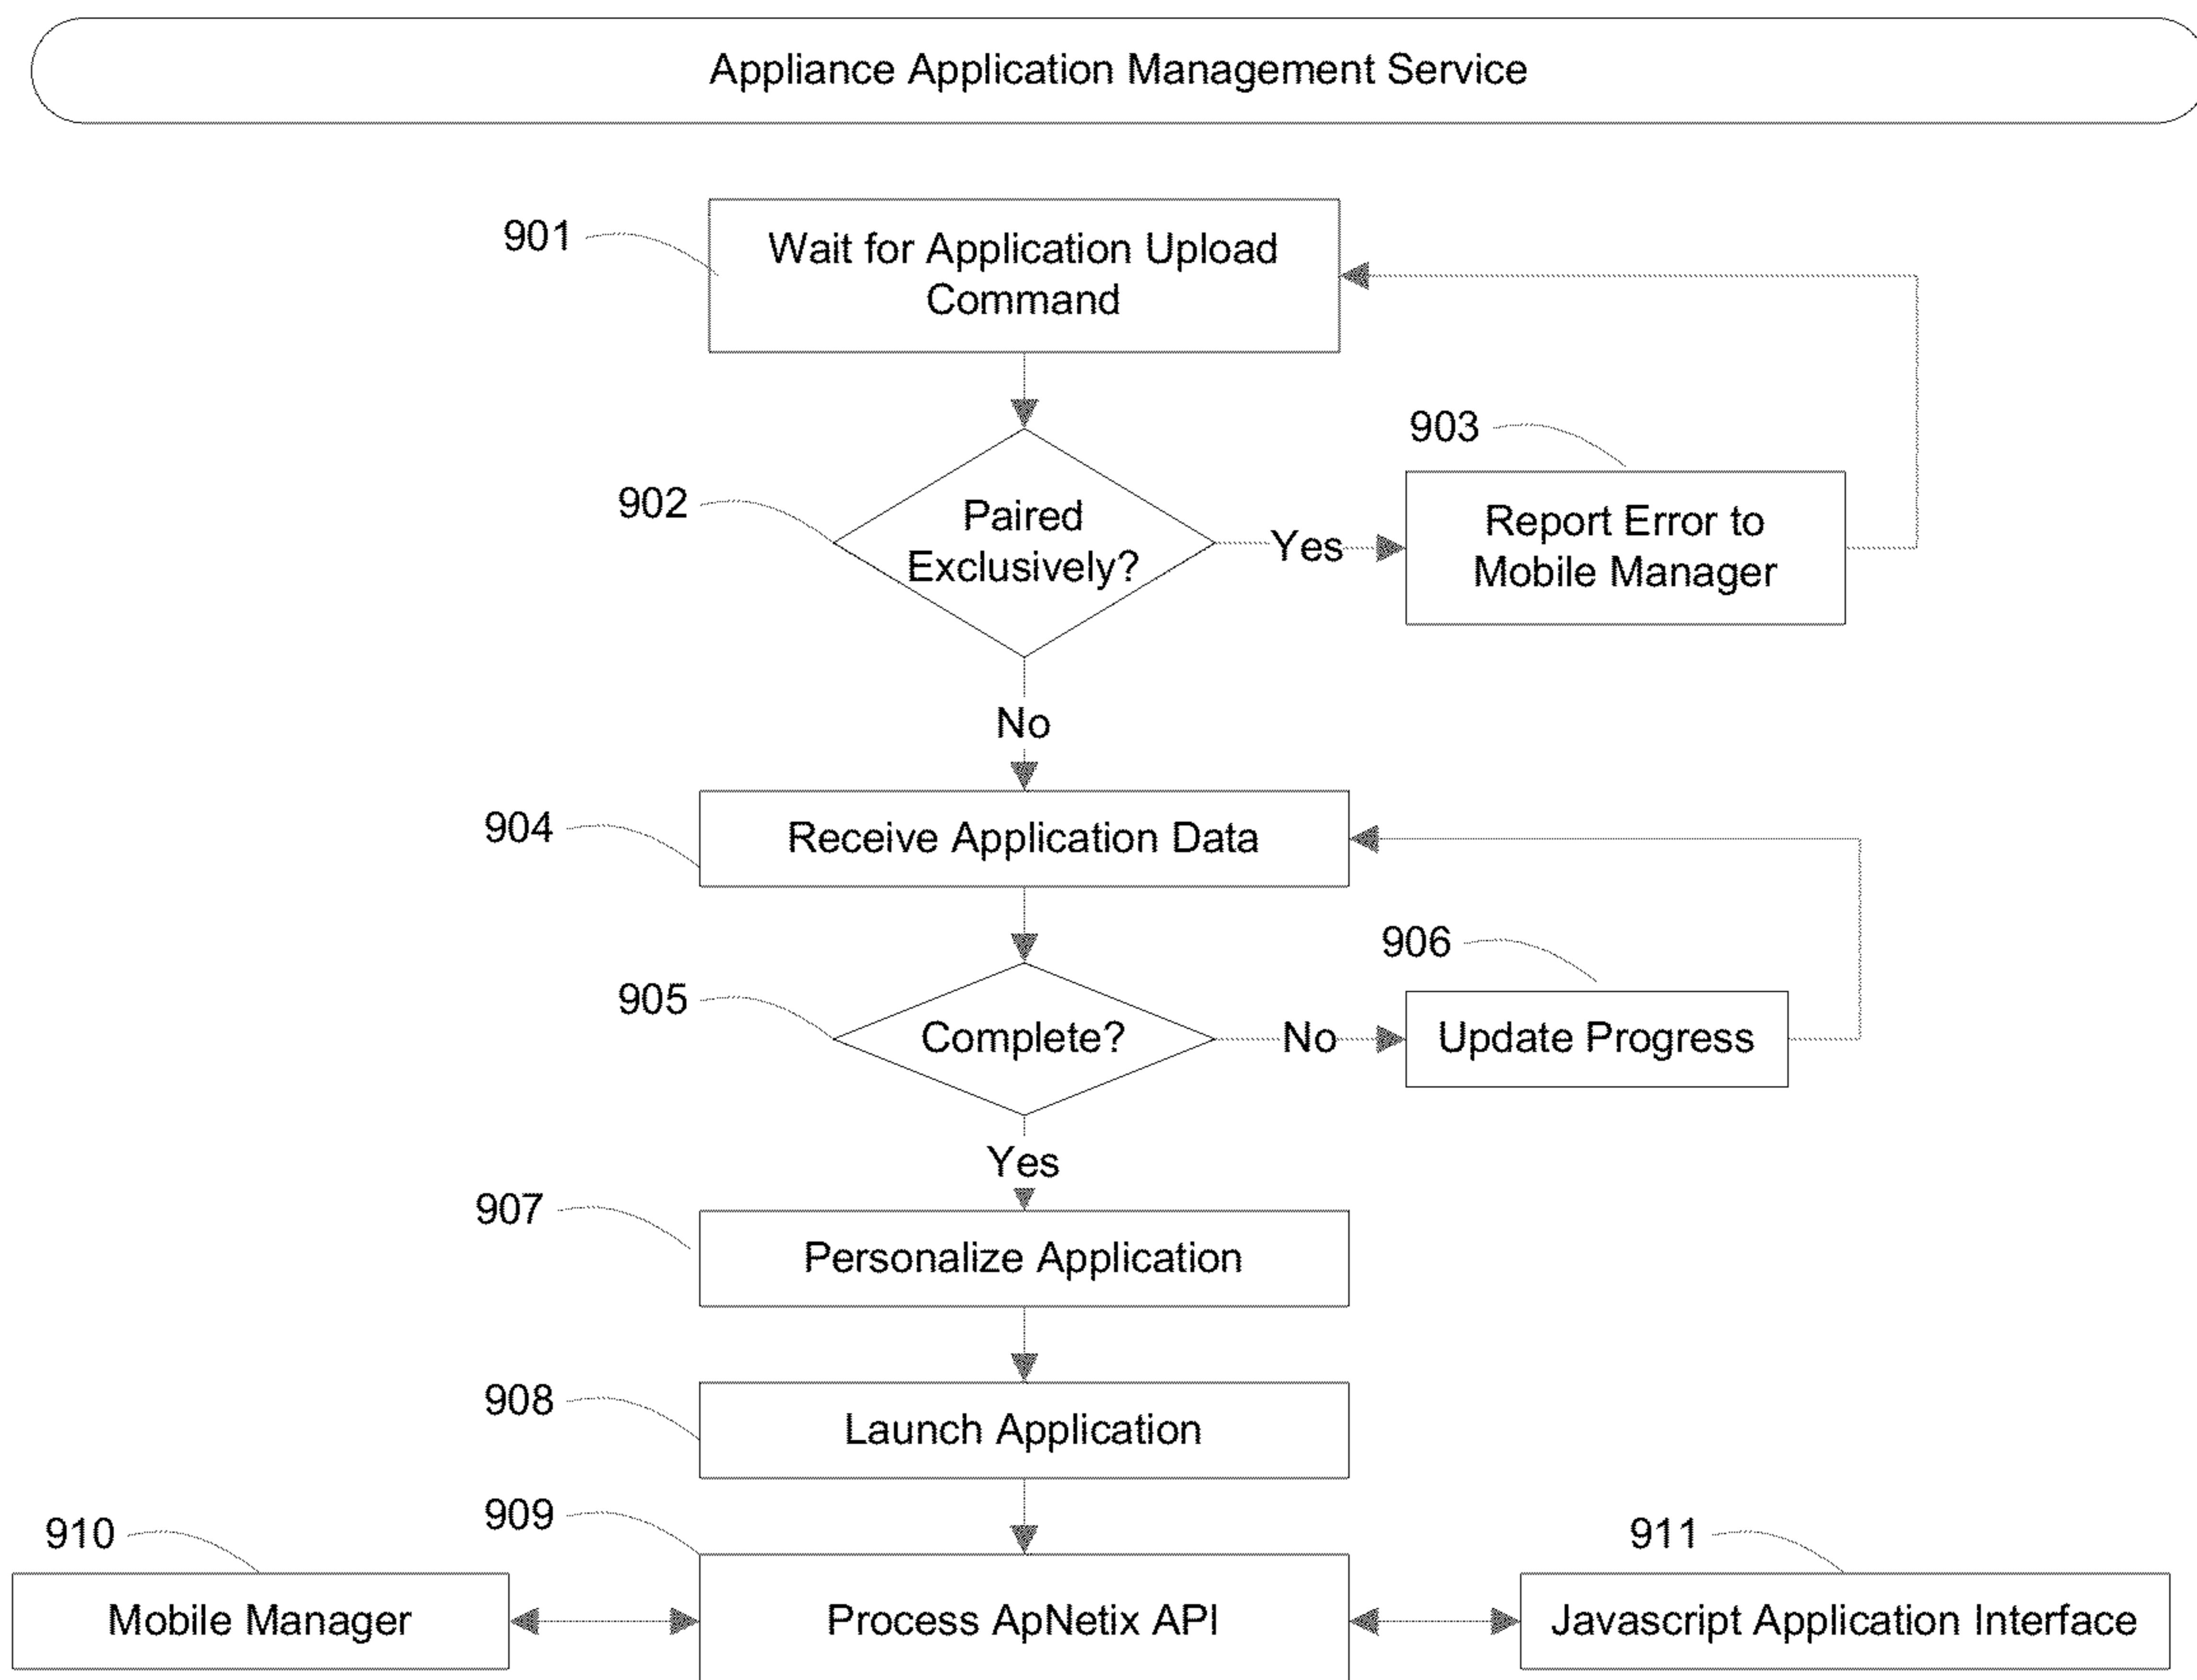 Appliance Application Management Service
901
Wait for Application Upload
Command
903
902
Paired
Exclusively?
Yes
Report Error to
Mobile Manager
No
904
Receive Application Data
906
905
Complete?
No
Update Progress
Yes
907
Personalize Application
908
Launch Application
909
910
911
Mobile Manager
Process ApNetix API
Javascript Application Interface